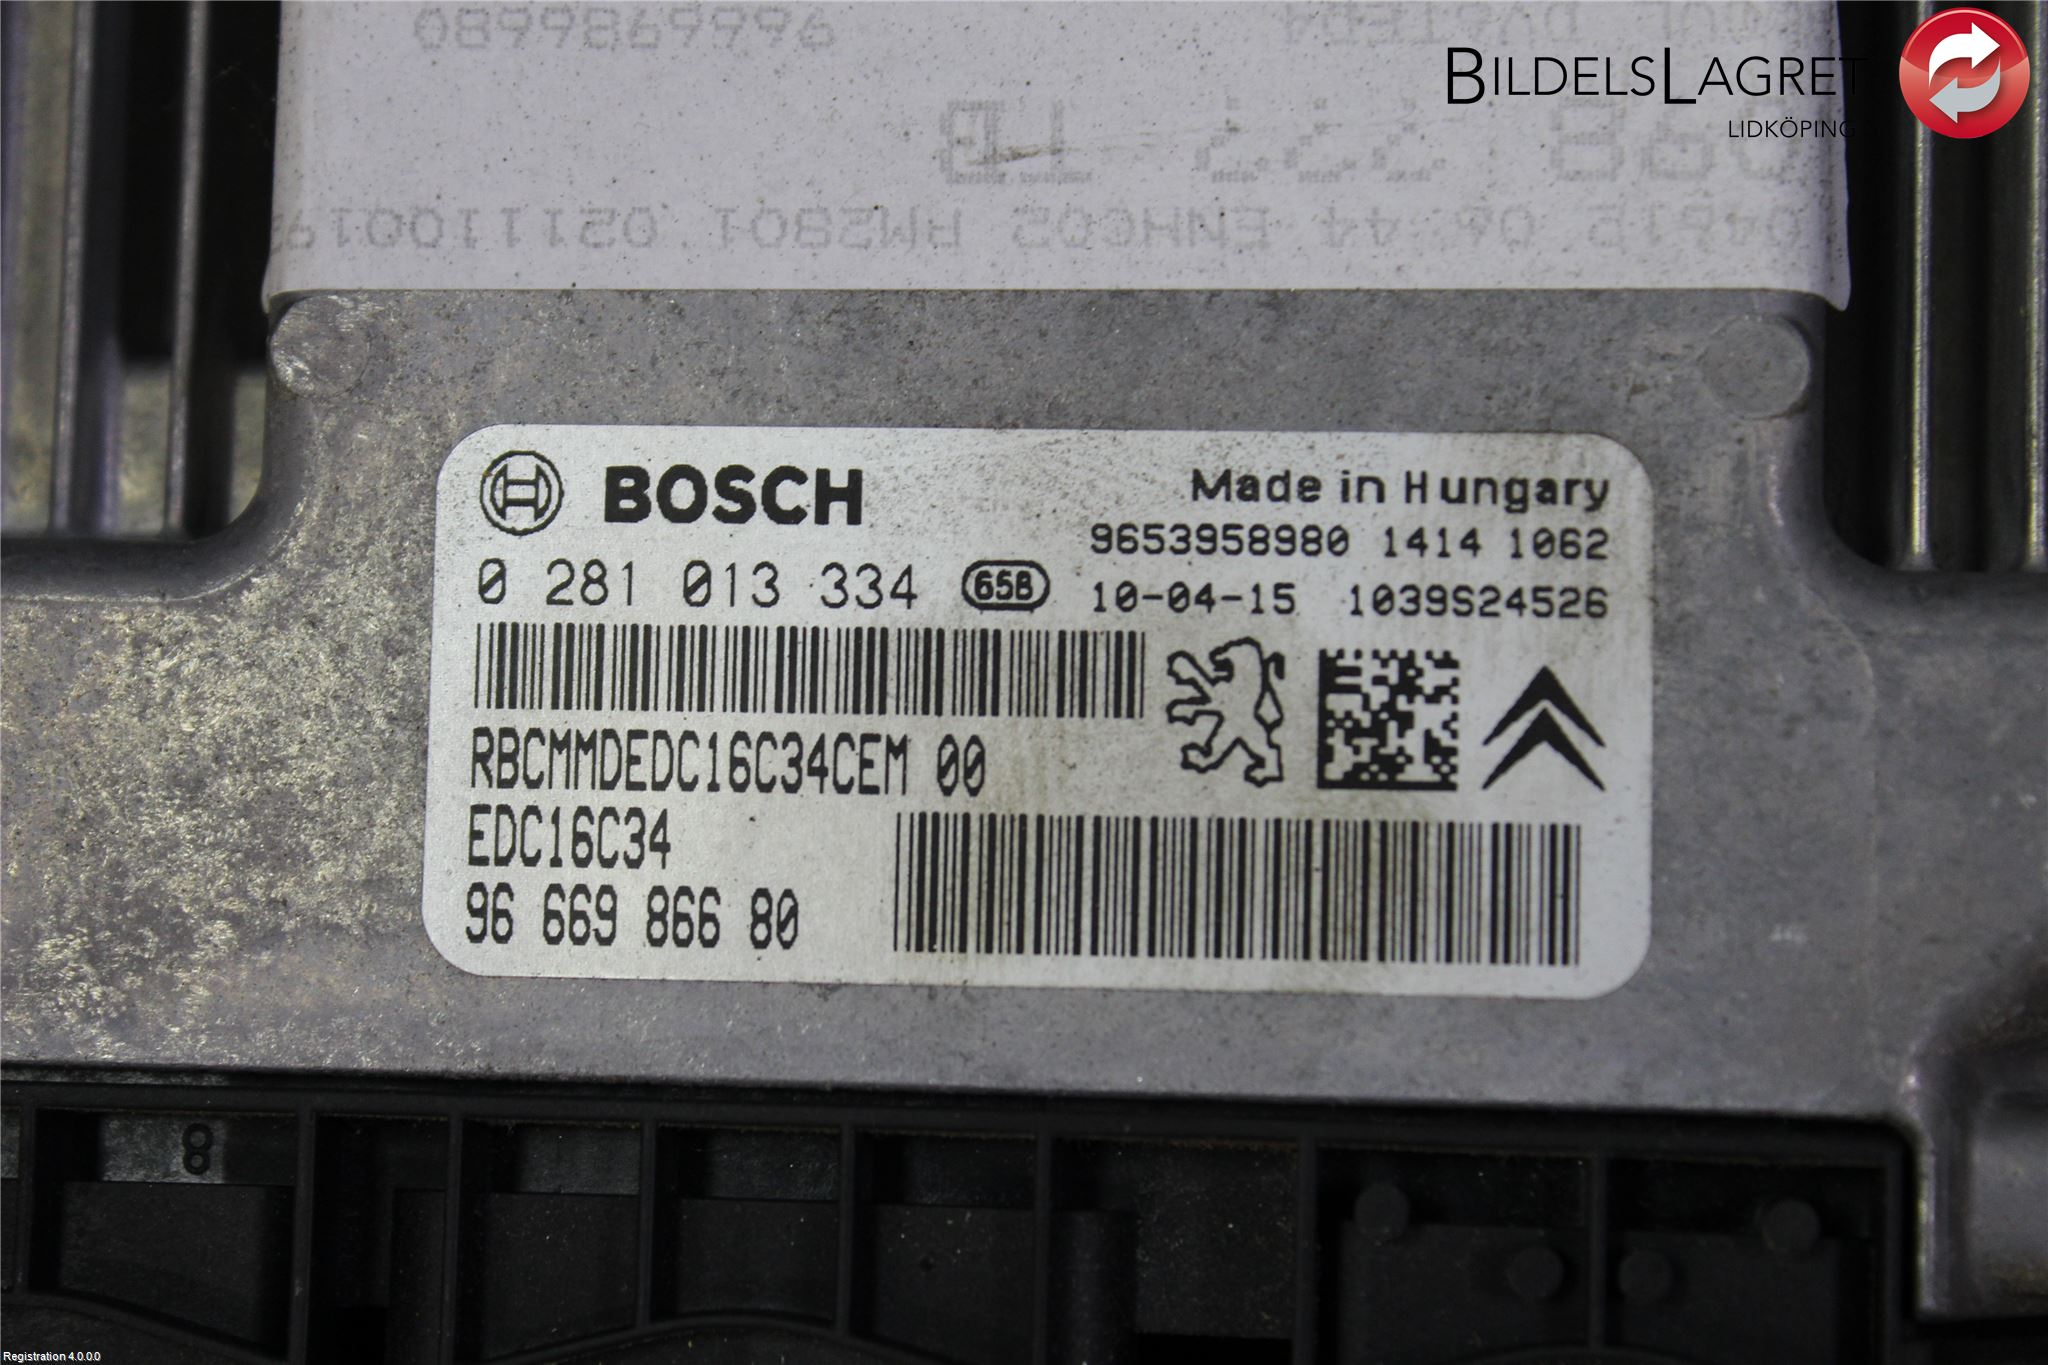 BILDELSLAGRET
LIDKÖPING
BOSCH
Made in Hungary
9653958980 1414 1062
0 281 013 334 65B
10-04-15 1039S24526
RBCMMDEDC16C34CEM 00
EDC16C34
96 669 866 80
8
Registration 4.0.0.0